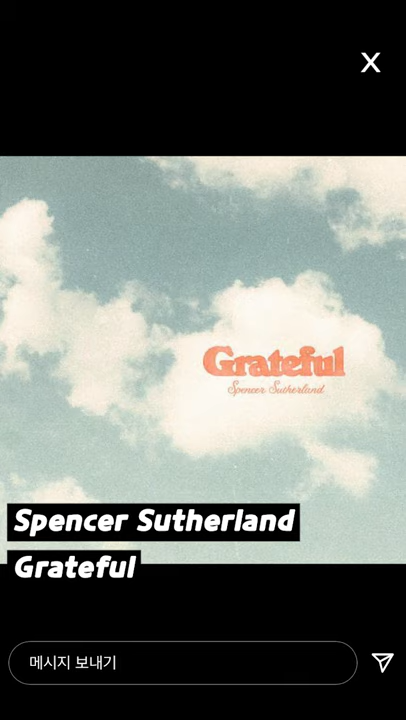 X
Grateful
Spencer Sutherland
Spencer Sutherland
Grateful
메시지 보내기